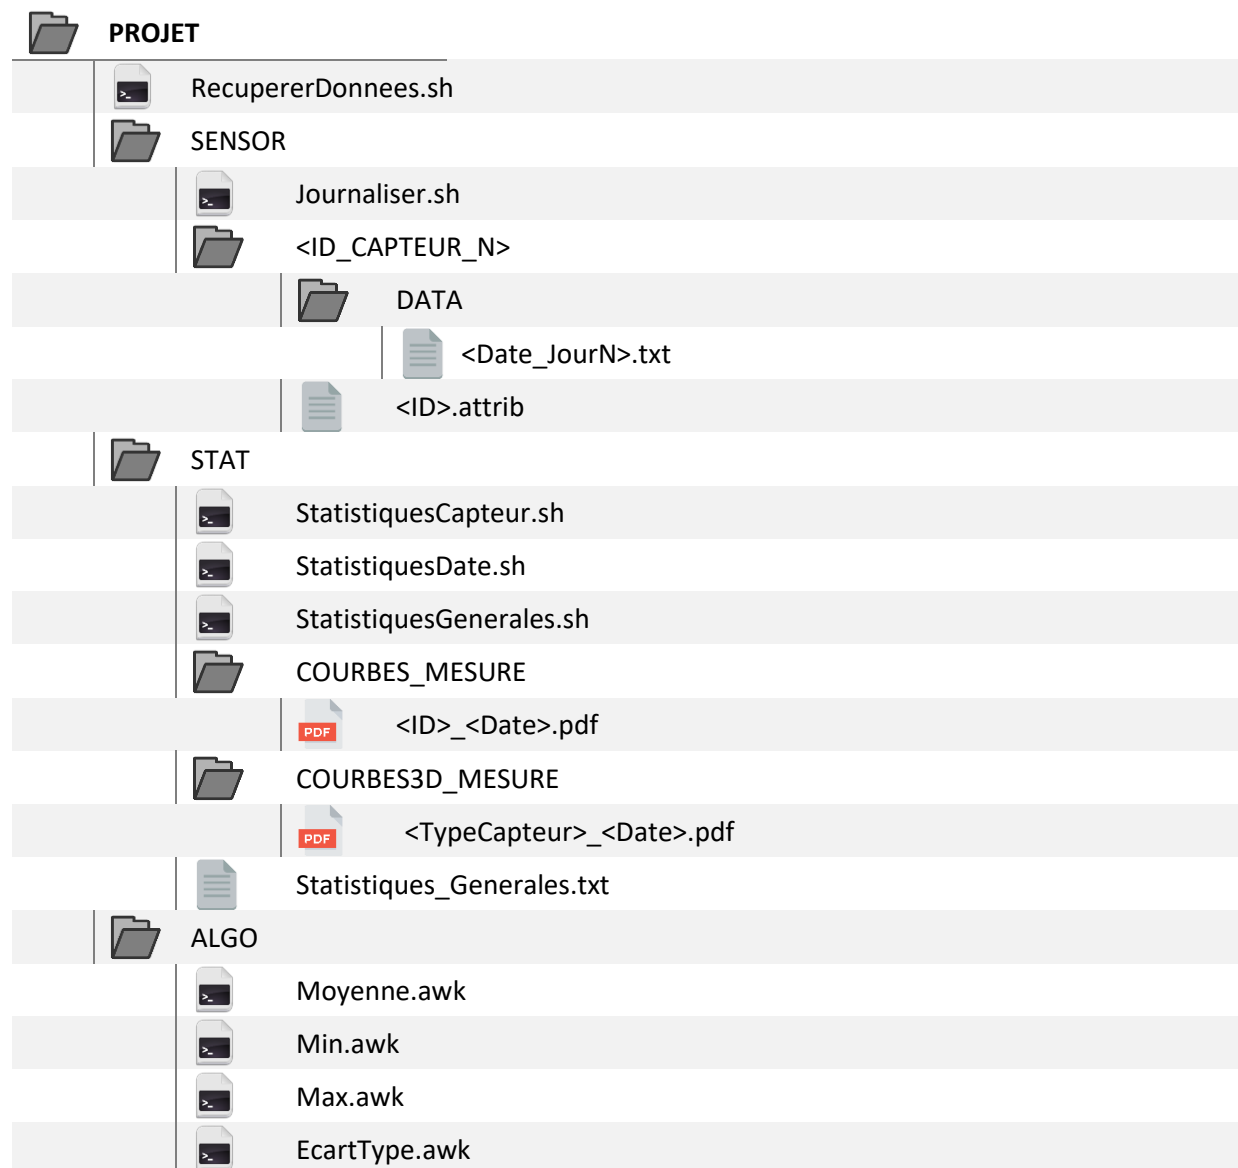 PROJET
RecupererDonnees.sh
SENSOR
Journaliser.sh
<ID_CAPTEUR_N>
DATA
<Date_JourN>.txt
<ID>.attrib
STAT
StatistiquesCapteur.sh
StatistiquesDate.sh
StatistiquesGenerales.sh
COURBES_MESURE
PDF <ID>_<Date>.pdf
COURBES3D_MESURE
PDF <TypeCapteur>_<Date>.pdf
Statistiques_Generales.txt
ALGO
Moyenne.awk
Min.awk
Max.awk
EcartType.awk